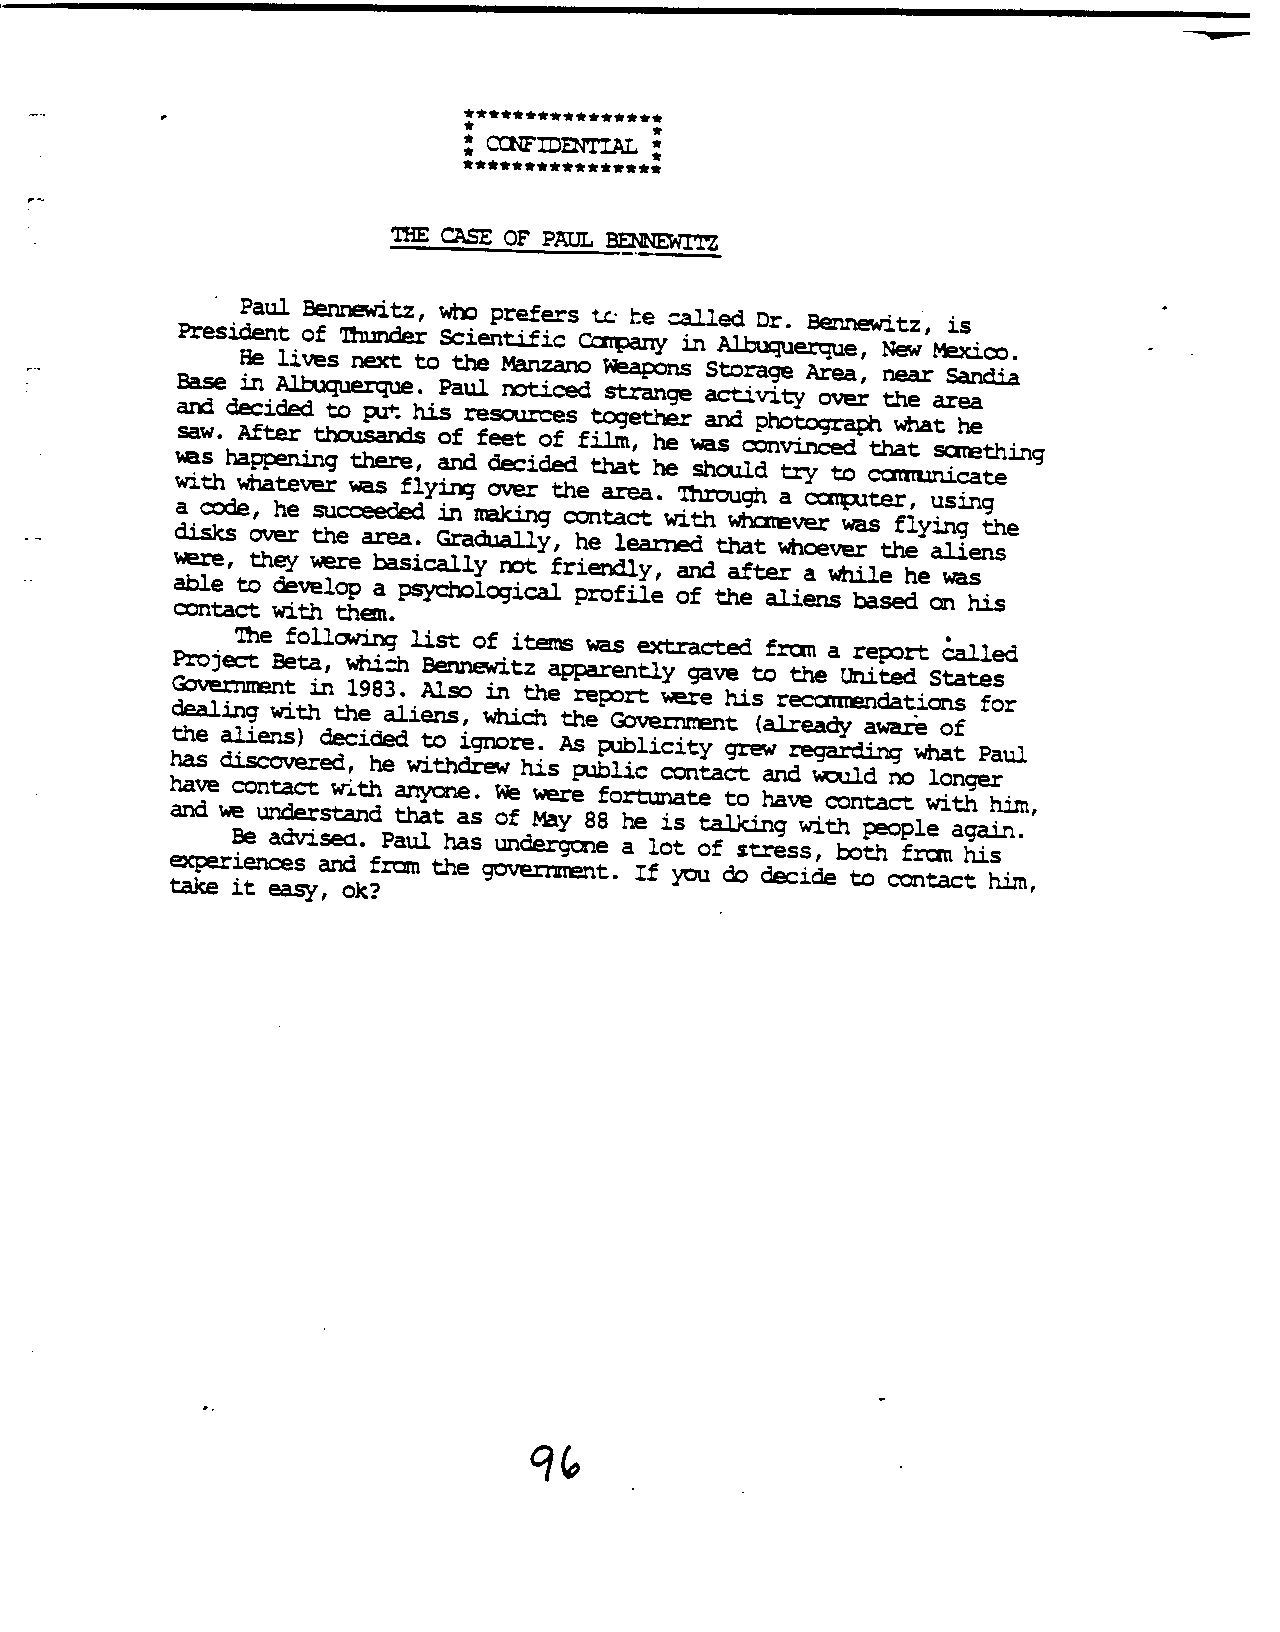 ****************
* CONFIDENTIAL *
****************
THE CASE OF PAUL BENNEWITZ
Paul Bennewitz, who prefers to be called Dr. Bennewitz, is
President of Thunder Scientific Company in Albuquerque, New Mexico.
He lives next to the Manzano Weapons Storage Area, near Sandia
Base in Albuquerque. Paul noticed strange activity over the area
and decided to put his resources together and photograph what he
saw. After thousands of feet of film, he was convinced that something
was happening there, and decided that he should try to communicate
with whatever was flying over the area. Through a computer, using
a code, he succeeded in making contact with whomever was flying the
disks over the area. Gradually, he learned that whoever the aliens
were, they were basically not friendly, and after a while he was
able to develop a psychological profile of the aliens based on his
contact with them.
The following list of items was extracted from a report called
Project Beta, which Bennewitz apparently gave to the United States
Government in 1983. Also in the report were his recommendations for
dealing with the aliens, which the Government (already aware of
the aliens) decided to ignore. As publicity grew regarding what Paul
has discovered, he withdrew his public contact and would no longer
have contact with anyone. We were fortunate to have contact with him,
and we understand that as of May 88 he is talking with people again.
Be advised. Paul has undergone a lot of stress, both from his
experiences and from the government. If you do decide to contact him,
take it easy, ok?
96